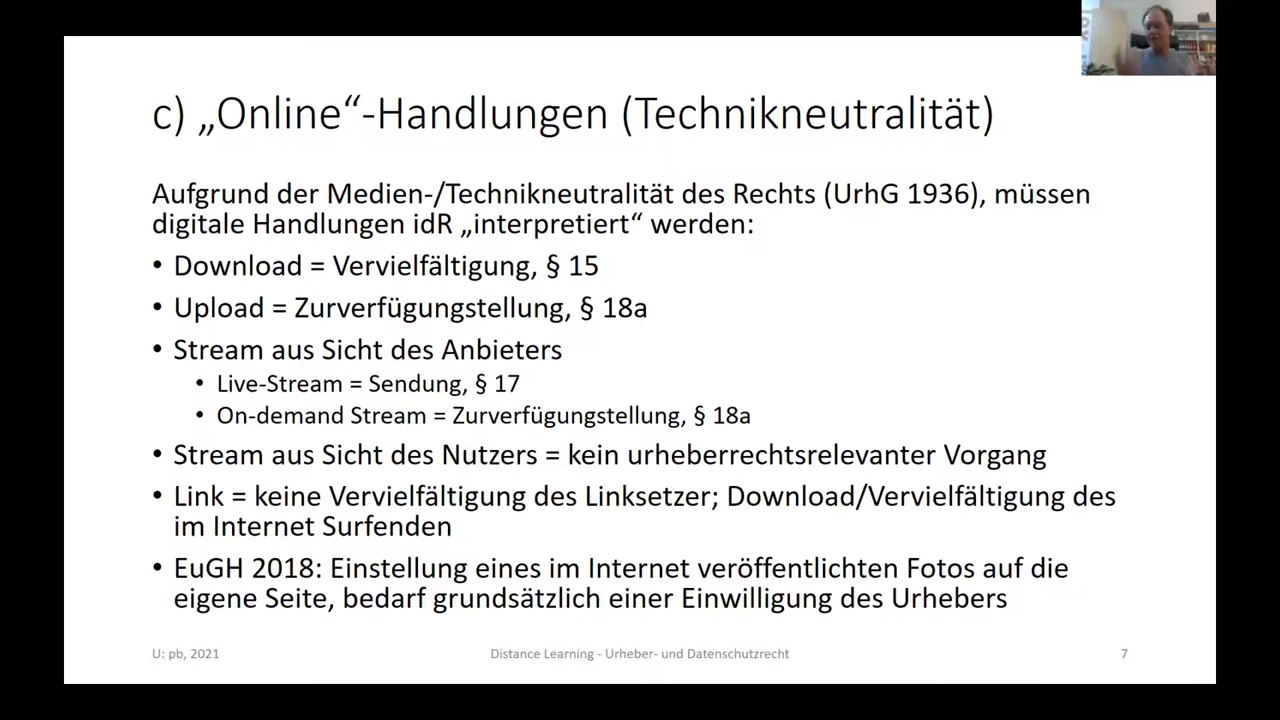 c) „Online“-Handlungen (Technikneutralität)
Aufgrund der Medien-/Technikneutralität des Rechts (UrhG 1936), müssen
digitale Handlungen idR „interpretiert“ werden:
• Download = Vervielfältigung, § 15
• Upload = Zurverfügungstellung, § 18a
• Stream aus Sicht des Anbieters
• Live-Stream = Sendung, § 17
• On-demand Stream = Zurverfügungstellung, § 18a
• Stream aus Sicht des Nutzers = kein urheberrechtsrelevanter Vorgang
• Link = keine Vervielfältigung des Linksetzer; Download/Vervielfältigung des
im Internet Surfenden
• EuGH 2018: Einstellung eines im Internet veröffentlichten Fotos auf die
eigene Seite, bedarf grundsätzlich einer Einwilligung des Urhebers
U: pb, 2021
Distance Learning - Urheber- und Datenschutzrecht
7